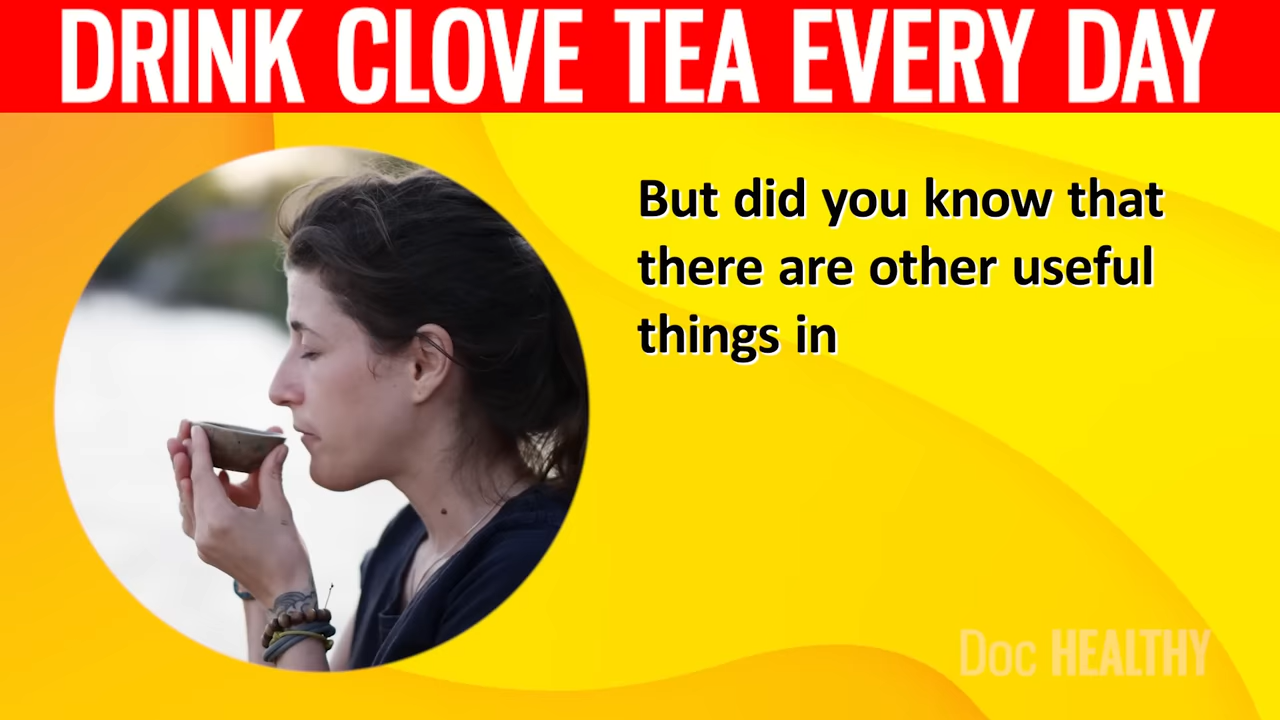 DRINK CLOVE TEA EVERY DAY
But did you know that
there are other useful
things in
Doc HEALTHY